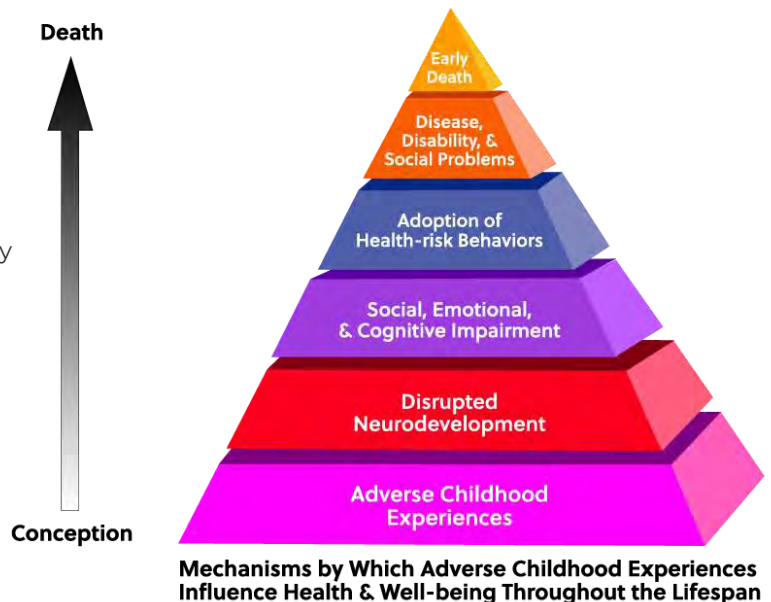 Death
Early
Death
Disease,
Disability, &
Social Problems
Adoption of
Health-risk Behaviors
y
Social, Emotional,
& Cognitive Impairment
Disrupted
Neurodevelopment
Adverse Childhood
Experiences
Conception
Mechanisms by Which Adverse Childhood Experiences
Influence Health & Well-being Throughout the Lifespan